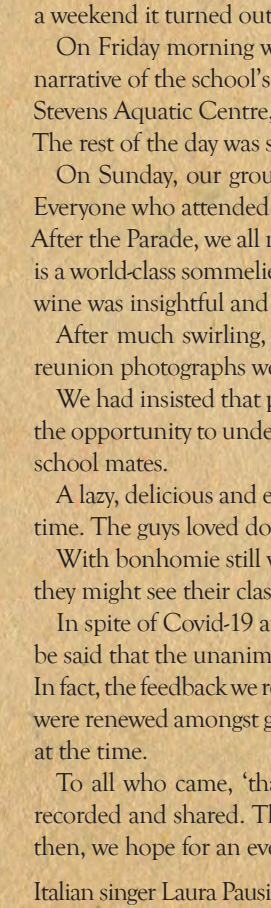 a weekend it turned out
On Friday morning w
narrative of the school's
Stevens Aquatic Centre,
The rest of the day was s
On Sunday, our grou
Everyone who attended
After the Parade, we all
is a world-class sommelie
wine was insightful and
After much swirling,
reunion photographs we
We had insisted that p
the opportunity to unde
school mates.
A lazy, delicious and e
time. The guys loved do
With bonhomie still
they might see their clas
In spite of Covid-19 a
be said that the unanim
In fact, the feedback we r
were renewed amongst g
at the time.
To all who came, ‘tha
recorded and shared. Th
then, we hope for an eve
Italian singer Laura Pausi